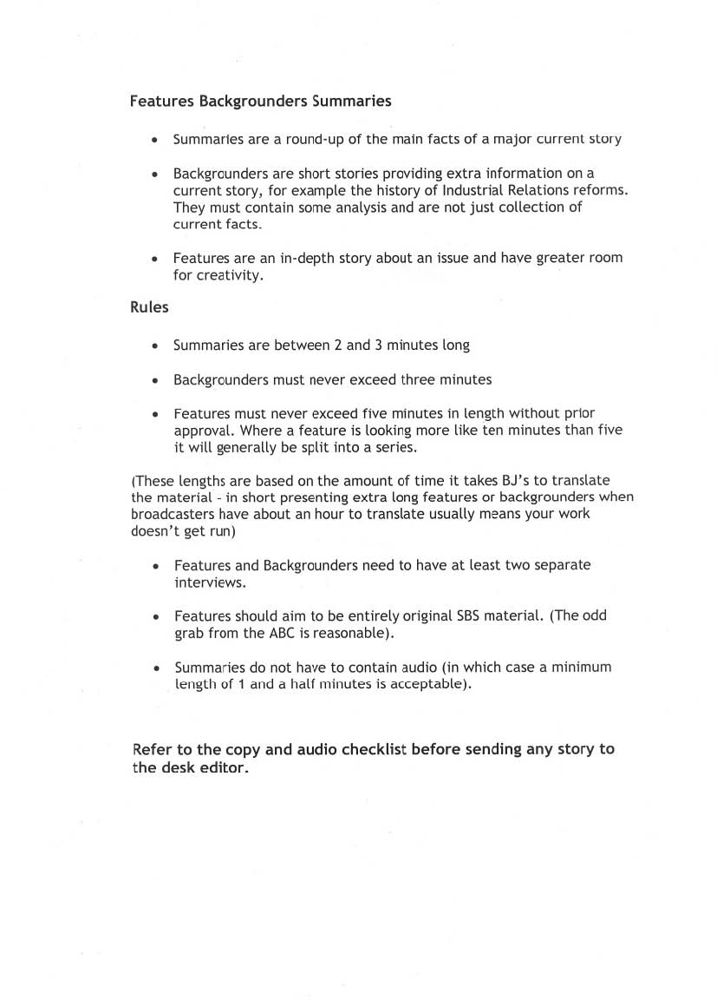 Features Backgrounders Summaries
• Summaries are a round-up of the main facts of a major current story
• Backgrounders are short stories providing extra information on a
current story, for example the history of Industrial Relations reforms.
They must contain some analysis and are not just collection of
current facts.
• Features are an in-depth story about an issue and have greater room
for creativity.
Rules
• Summaries are between 2 and 3 minutes long
• Backgrounders must never exceed three minutes
• Features must never exceed five minutes in length without prior
approval. Where a feature is looking more like ten minutes than five
it will generally be split into a series.
(These lengths are based on the amount of time it takes BJ's to translate
the material - in short presenting extra long features or backgrounders when
broadcasters have about an hour to translate usually means your work
doesn't get run)
• Features and Backgrounders need to have at least two separate
interviews.
• Features should aim to be entirely original SBS material. (The odd
grab from the ABC is reasonable).
• Summaries do not have to contain audio (in which case a minimum
length of 1 and a half minutes is acceptable).
Refer to the copy and audio checklist before sending any story to
the desk editor.